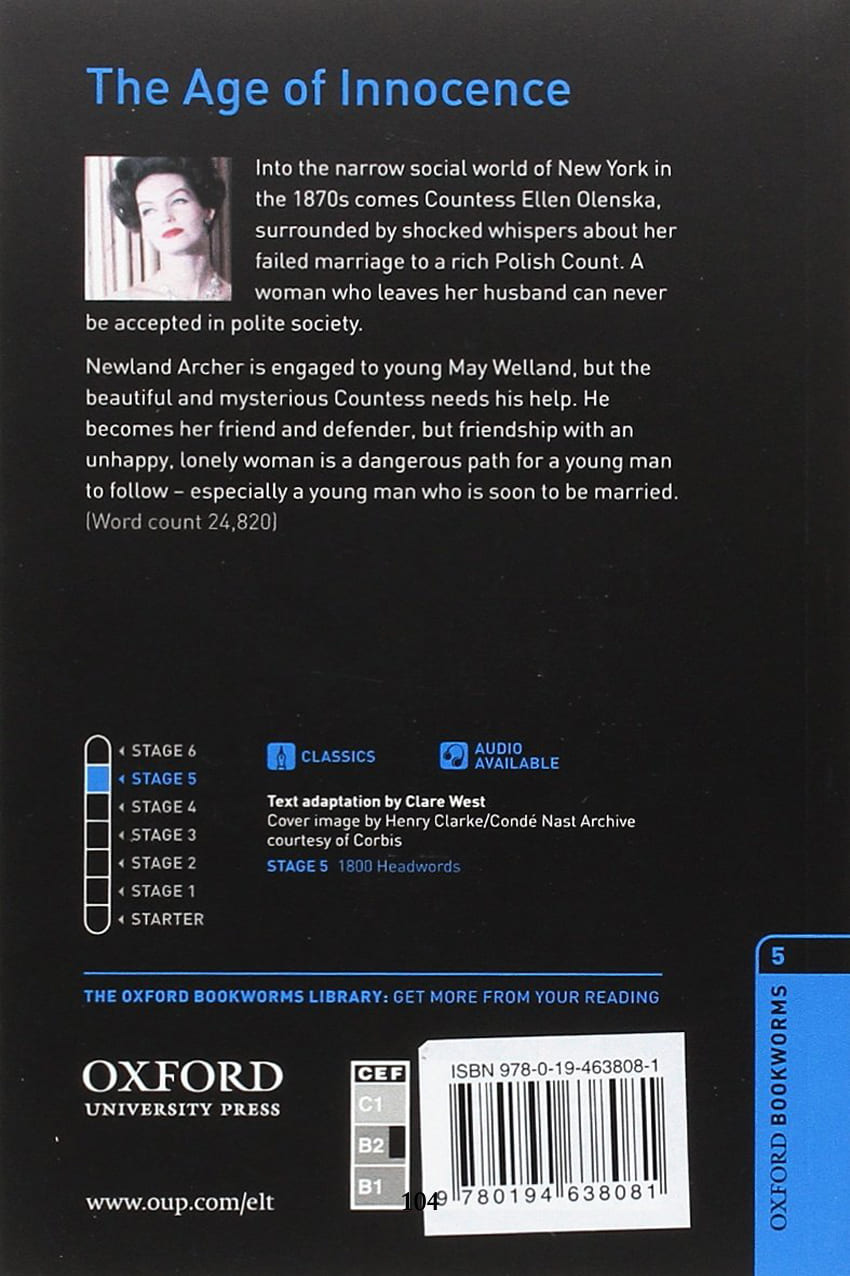 The Age of Innocence
Into the narrow social world of New York in
the 1870s comes Countess Ellen Olenska,
surrounded by shocked whispers about her
failed marriage to a rich Polish Count. A
woman who leaves her husband can never
be accepted in polite society.
Newland Archer is engaged to young May Welland, but the
beautiful and mysterious Countess needs his help. He
becomes her friend and defender, but friendship with an
unhappy, lonely woman is a dangerous path for a young man
to follow – especially a young man who is soon to be married.
(Word count 24,820)
STAGE 6
STAGE 5
STAGE 4
STAGE 3
STAGE 2
STAGE 1
STARTER
CLASSICS
AUDIO
AVAILABLE
Text adaptation by Clare West
Cover image by Henry Clarke/Condé Nast Archive
courtesy of Corbis
STAGE 5 1800 Headwords
THE OXFORD BOOKWORMS LIBRARY: GET MORE FROM YOUR READING
OXFORD
UNIVERSITY PRESS
www.oup.com/elt
CEF
C1
B2
B1
104
ISBN 978-0-19-463808-1
9 780194 638081
5
OXFORD BOOKWORMS